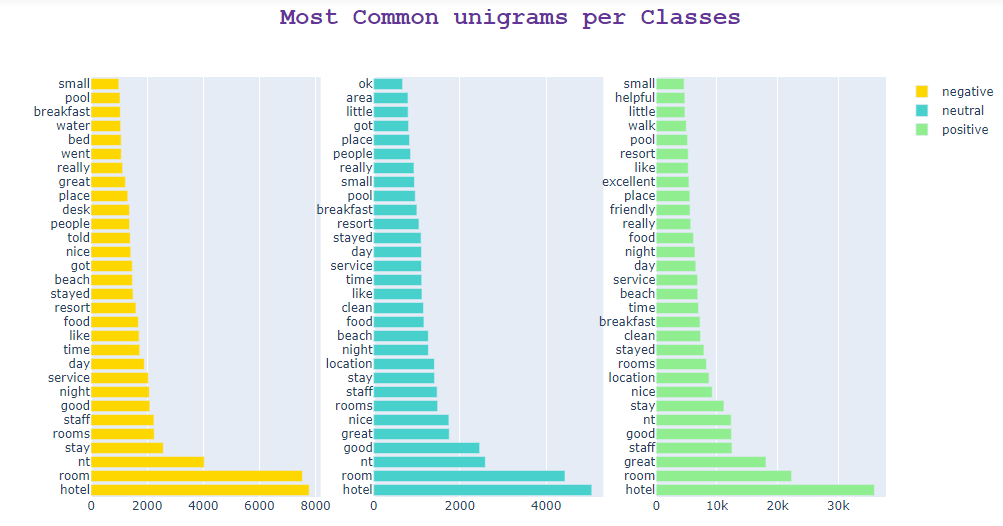 Most Common unigrams per Classes
small
pool
breakfast
water
bed
went
really
great
place
desk
people
told
nice
got
beach
stayed
resort
food
like
time
day
service
night
good
staff
rooms
stay
nt
room
hotel
0 2000 4000 6000 8000
ok
area
little
got
place
people
really
small
pool
breakfast
resort
stayed
day
service
time
like
clean
food
beach
night
location
stay
staff
rooms
nice
great
good
nt
room
hotel
0 2000 4000
small
helpful
little
walk
pool
resort
like
excellent
place
friendly
really
food
night
day
service
beach
time
breakfast
clean
stayed
rooms
location
nice
stay
nt
good
staff
great
room
hotel
0 10k 20k 30k
negative
neutral
positive